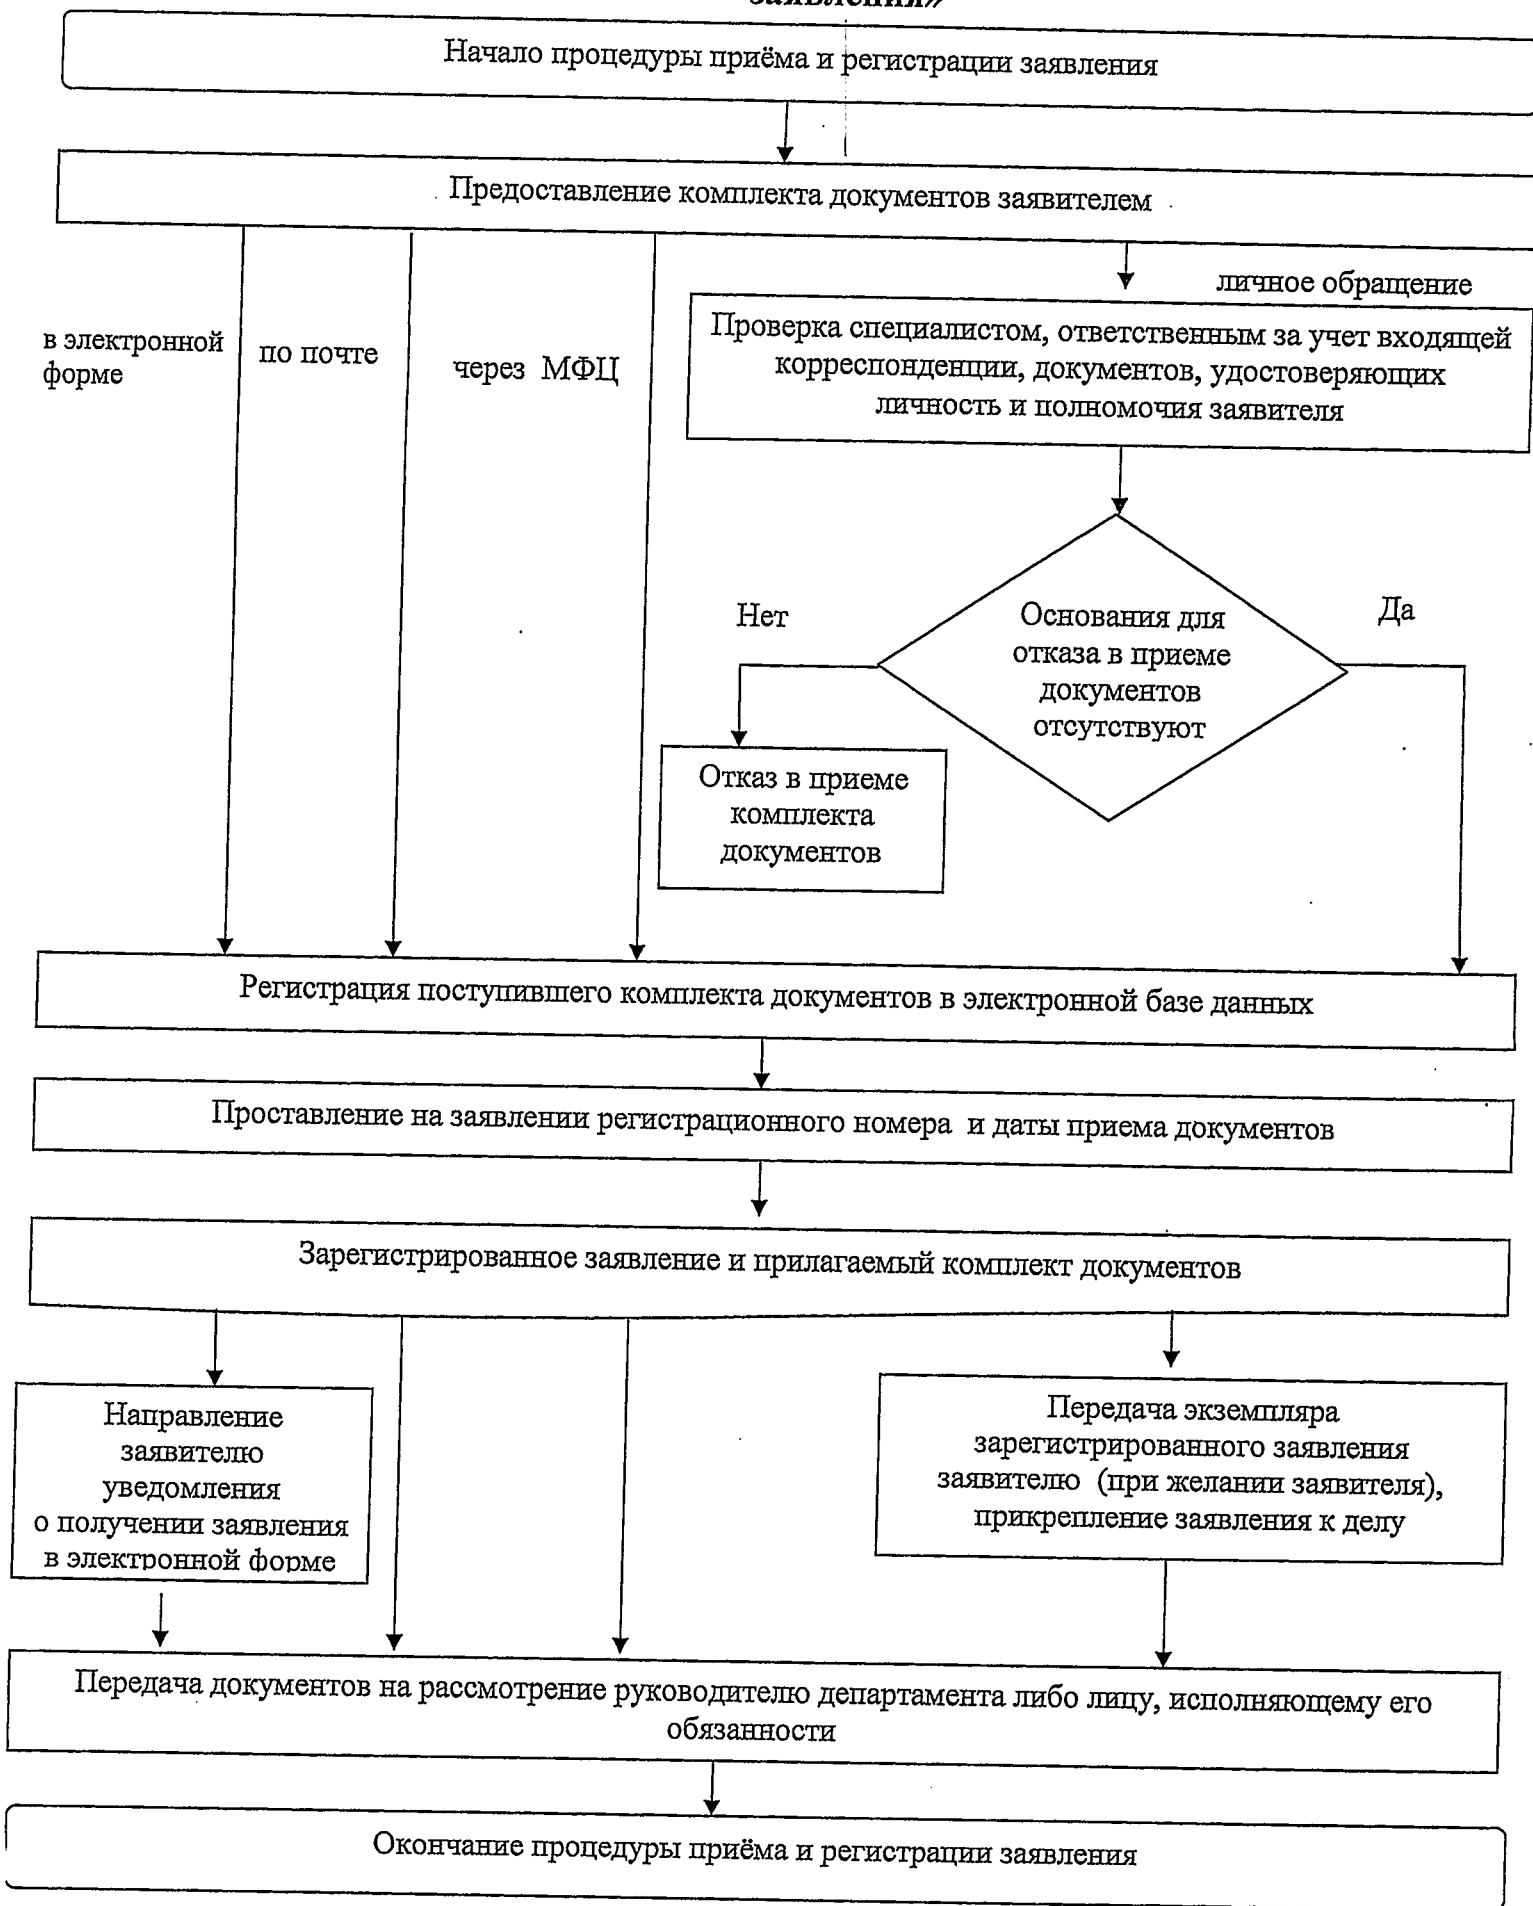 заявления»
Начало процедуры приёма и регистрации заявления
Предоставление комплекта документов заявителем
личное обращение
в электронной
форме
по почте
через МФЦ
Проверка специалистом, ответственным за учет входящей
корреспонденции, документов, удостоверяющих
личность и полномочия заявителя
Нет
Основания для
отказа в приеме
документов
отсутствуют
Да
Отказ в приеме
комплекта
документов
Регистрация поступившего комплекта документов в электронной базе данных
Проставление на заявлении регистрационного номера и даты приема документов
Зарегистрированное заявление и прилагаемый комплект документов
Направление
заявителю
уведомления
о получении заявления
в электронной форме
Передача экземпляра
зарегистрированного заявления
заявителю (при желании заявителя),
прикрепление заявления к делу
Передача документов на рассмотрение руководителю департамента либо лицу, исполняющему его
обязанности
Окончание процедуры приёма и регистрации заявления